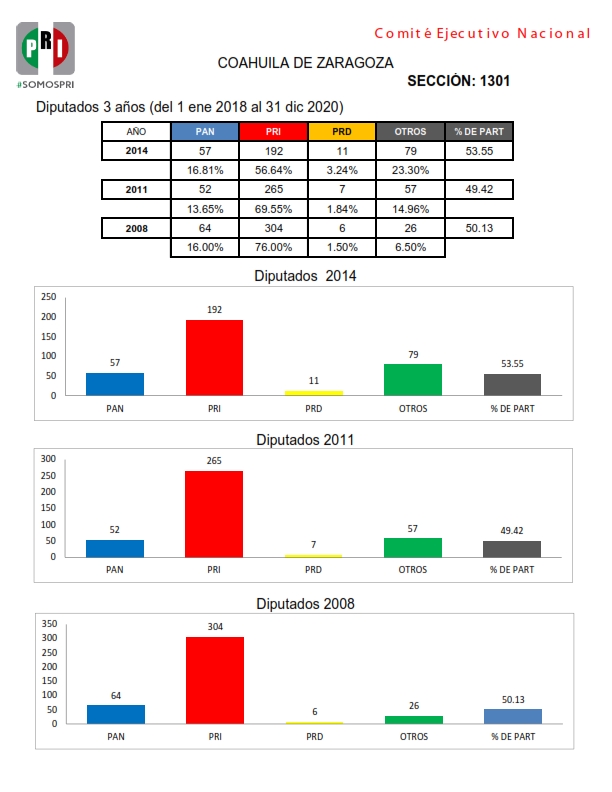 Comité Ejecutivo Nacional
PRI
#SOMOSPRI
COAHUILA DE ZARAGOZA
SECCIÓN: 1301
Diputados 3 años (del 1 ene 2018 al 31 dic 2020)
AÑO PAN PRI PRD OTROS % DE PART
2014 57 192 11 79 53.55
16.81% 56.64% 3.24% 23.30%
2011 52 265 7 57 49.42
13.65% 69.55% 1.84% 14.96%
2008 64 304 6 26 50.13
16.00% 76.00% 1.50% 6.50%
Diputados 2014
250
200
150
100
50
0
57 192 11 79 53.55
PAN PRI PRD OTROS % DE PART
Diputados 2011
300
250
200
150
100
50
0
52 265 7 57 49.42
PAN PRI PRD OTROS % DE PART
Diputados 2008
350
300
250
200
150
100
50
0
64 304 6 26 50.13
PAN PRI PRD OTROS % DE PART